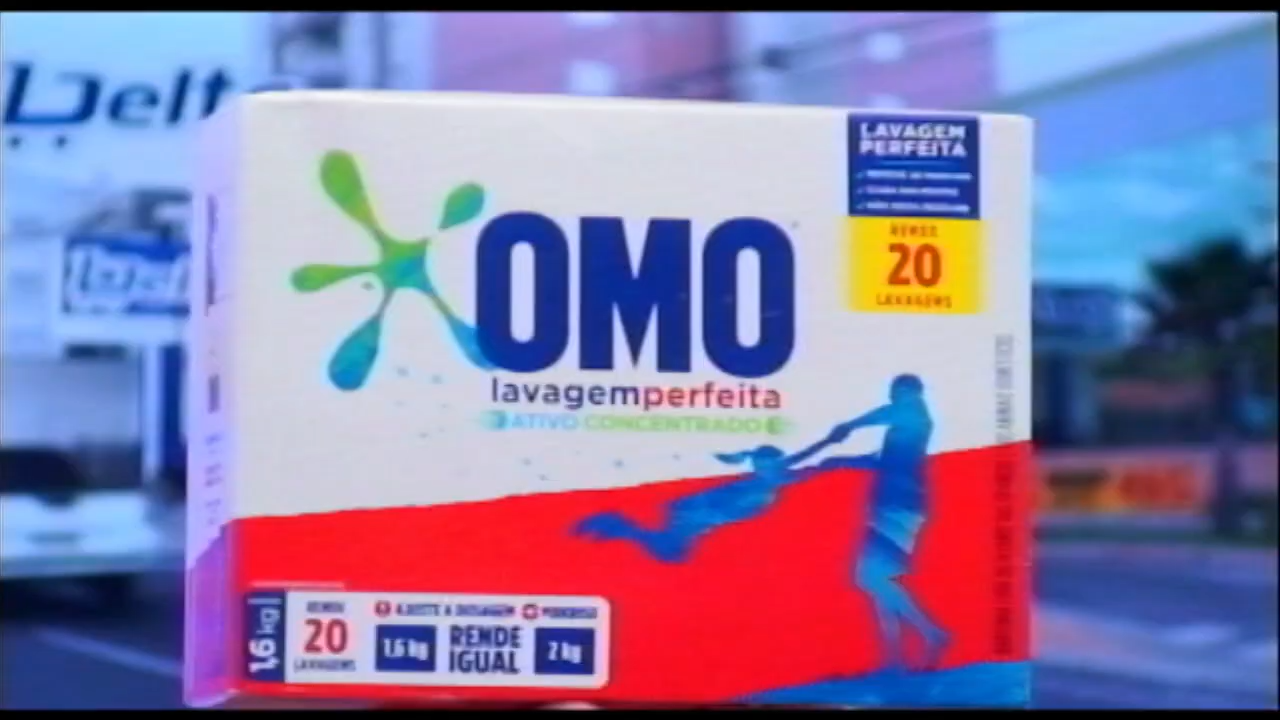 Delt
LAVAGEM
PERFEITA
RENDE
20
LAVAGENS
OMO
lavagemperfeita
ATIVO CONCENTRADO
1,6 kg
RENDE
20
LAVAGENS
AJUSTE A DOSAGEM
PODEROSO
1,6 kg
RENDE
IGUAL
2 kg